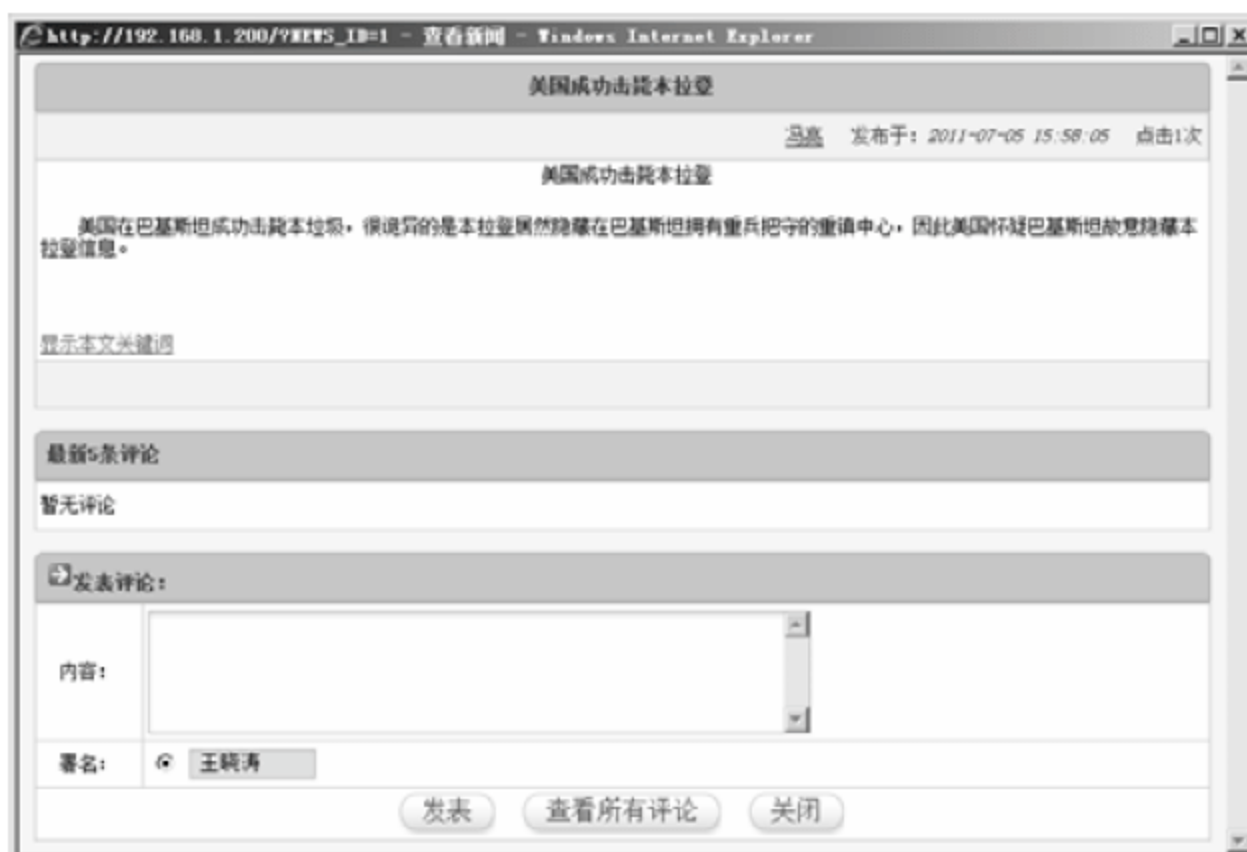 http://192.168.1.200/?NEWS_ID=1 - 查看新闻 - Windows Internet Explorer
美国成功击毙本拉登
冯亮 发布于：2011-07-05 15:58:05 点击1次
美国成功击毙本拉登
美国在巴基斯坦成功击毙本垃圾，很诡异的是本拉登居然隐藏在巴基斯坦拥有重兵把守的重镇中心，因此美国怀疑巴基斯坦故意隐藏本
拉登信息。
显示本文关键词
最新5条评论
暂无评论
发表评论：
内容：
署名： 王晓涛
发表 查看所有评论 关闭